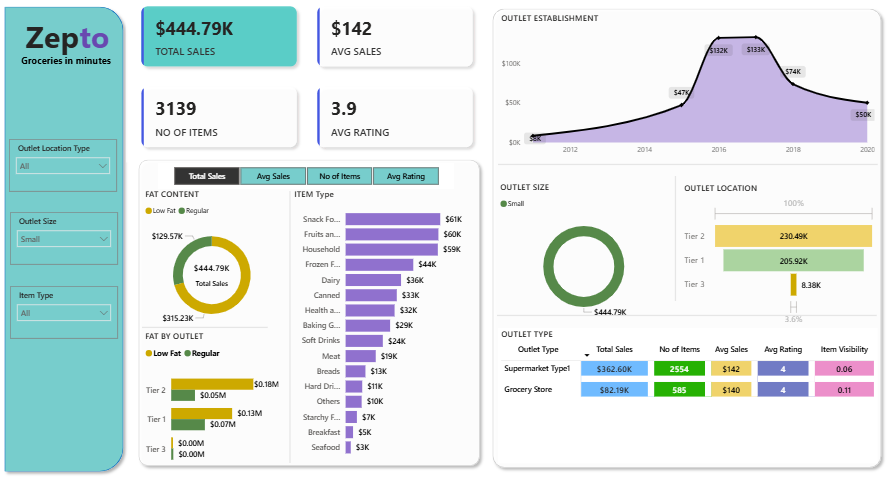 Zepto
Groceries in minutes
Outlet Location Type
All
Outlet Size
Small
Item Type
All
$444.79K
TOTAL SALES
$142
AVG SALES
3139
NO OF ITEMS
3.9
AVG RATING
Total Sales Avg Sales No of Items Avg Rating
FAT CONTENT
Low Fat Regular
$129.57K
$444.79K
Total Sales
$315.23K
FAT BY OUTLET
Low Fat Regular
Tier 2 $0.18M
$0.05M
Tier 1 $0.13M
$0.07M
Tier 3 $0.00M
$0.00M
ITEM Type
Snack Fo... $61K
Fruits an... $60K
Household $59K
Frozen F... $44K
Dairy $36K
Canned $33K
Health a... $32K
Baking G... $29K
Soft Drinks $24K
Meat $19K
Breads $13K
Hard Dri... $11K
Others $10K
Starchy F... $7K
Breakfast $5K
Seafood $3K
OUTLET ESTABLISHMENT
$100K
$50K
$0K
$8K
$47K
$132K
$133K
$74K
$50K
2012 2014 2016 2018 2020
OUTLET SIZE
Small
$444.79K
OUTLET LOCATION
100%
Tier 2 230.49K
Tier 1 205.92K
Tier 3 8.38K
3.6%
OUTLET TYPE
Outlet Type Total Sales No of Items Avg Sales Avg Rating Item Visibility
Supermarket Type1 $362.60K 2554 $142 4 0.06
Grocery Store $82.19K 585 $140 4 0.11